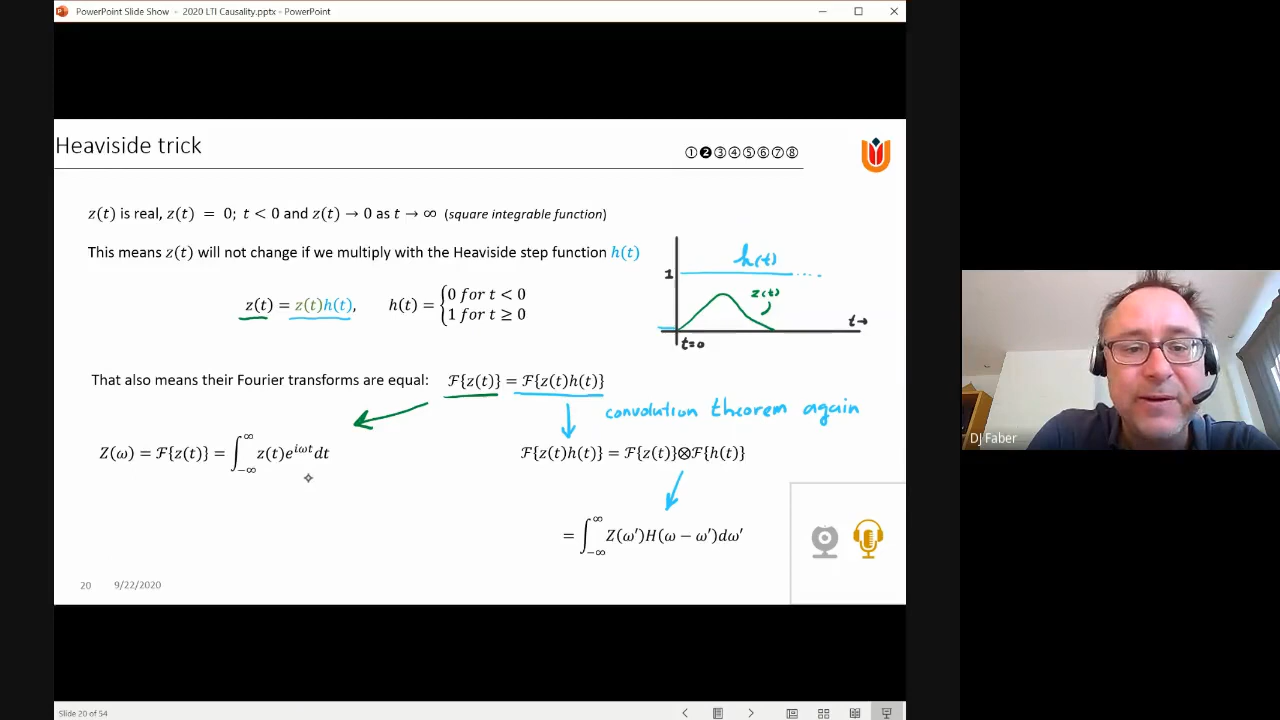 PowerPoint Slide Show - 2020 LTI Causality.pptx - PowerPoint
Heaviside trick
①❷③④⑤⑥⑦⑧
z(t) is real, z(t) = 0; t < 0 and z(t) → 0 as t → ∞ (square integrable function)
This means z(t) will not change if we multiply with the Heaviside step function h(t)
h(t)
1
z(t)
t→
t=0
z(t) = z(t)h(t), h(t) = {0 for t < 0
1 for t ≥ 0
That also means their Fourier transforms are equal: ℱ{z(t)} = ℱ{z(t)h(t)}
convolution theorem again
Z(ω) = ℱ{z(t)} = ∫_{-∞}^{∞} z(t)e^{iωt}dt
ℱ{z(t)h(t)} = ℱ{z(t)}⊗ℱ{h(t)}
= ∫_{-∞}^{∞} Z(ω′)H(ω − ω′)dω′
20 9/22/2020
Slide 20 of 54
DJ Faber